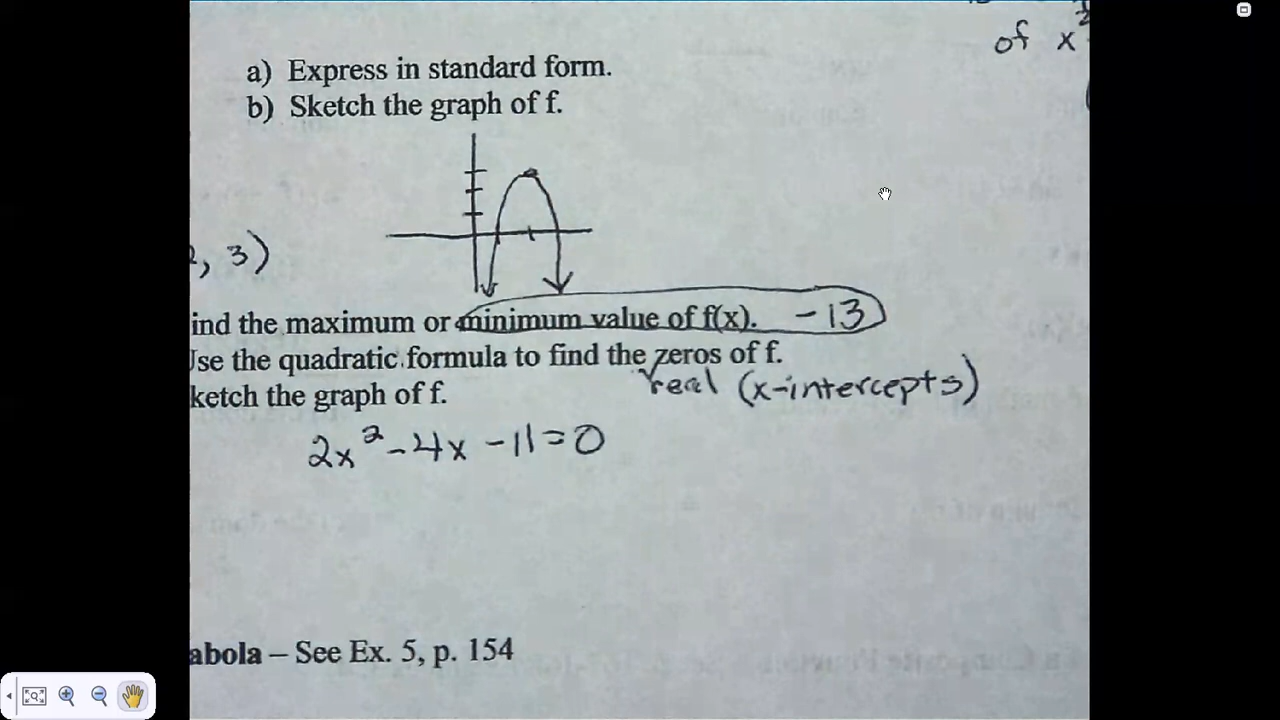 of x²
a) Express in standard form.
b) Sketch the graph of f.
, 3)
ind the maximum or minimum value of f(x). -13
Use the quadratic formula to find the zeros of f.
real (x-intercepts)
ketch the graph of f.
2x² - 4x - 11 = 0
abola – See Ex. 5, p. 154